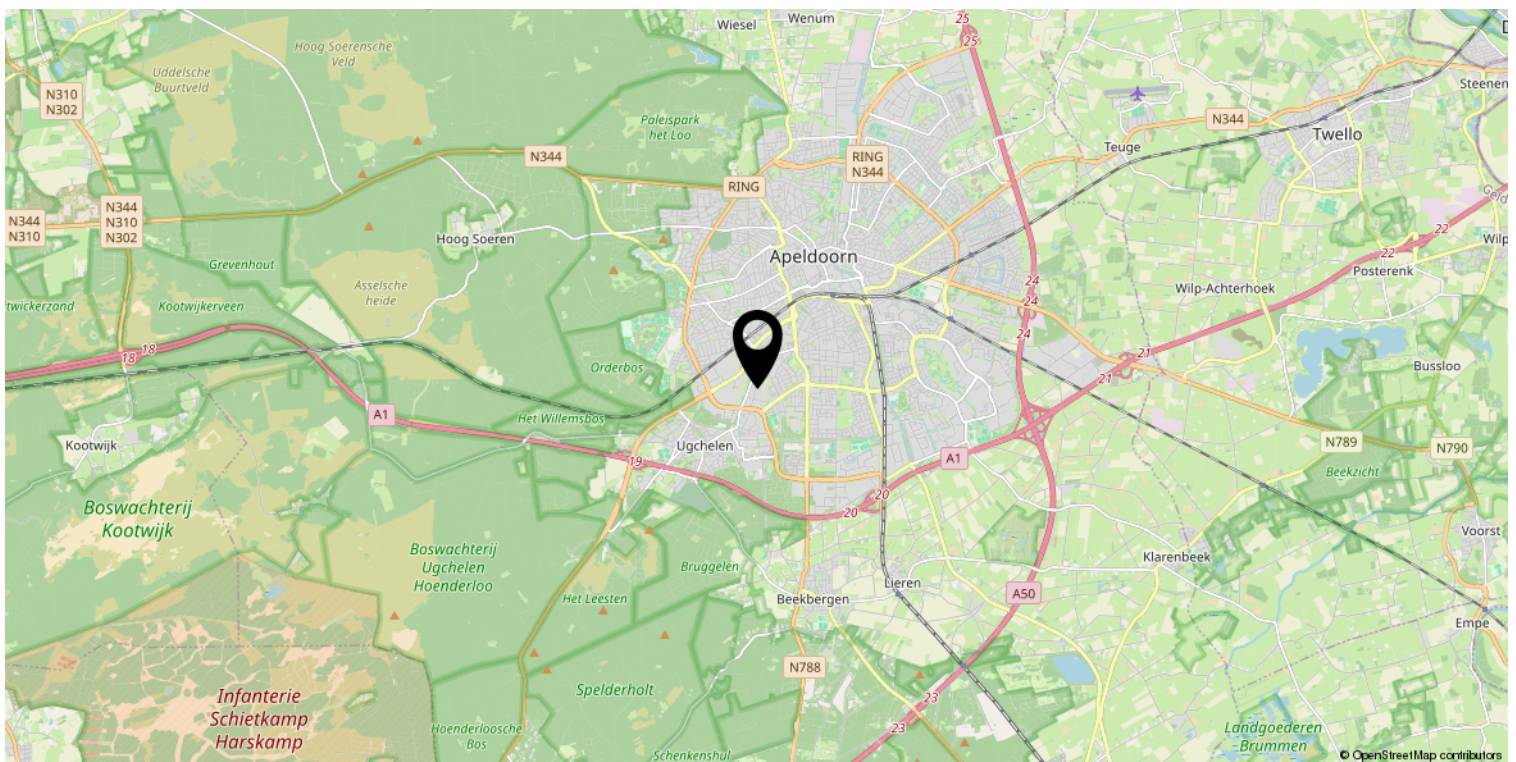 Wiesel
Wenum
25
25
Hoog Soerensche
Veld
Uddelsche
Buurtveld
N310
N302
Steenen
Paleispark
het Loo
N344
Twello
Teuge
N344
RING
N344
RING
N344
N310
N344
N310
N302
Hoog Soeren
22
22
Wilp
Apeldoorn
Grevenhout
Posterenk
24
24
24
Wilp-Achterhoek
Asselsche
heide
twickerzand
Kootwijkerveen
18
18
21
21
Bussloo
Orderbos
A1
Het Willemsbos
Kootwijk
Ugchelen
19
A1
N789
N790
Beekzicht
20
20
Boswachterij
Kootwijk
Voorst
Boswachterij
Ugchelen
Hoenderloo
Klarenbeek
Bruggelen
Lieren
A50
Het Leesten
Beekbergen
Empe
N788
Infanterie
Schietkamp
Harskamp
Spelderholt
23
23
Hoenderloosche
Bos
Landgoederen
Brummen
Schenkenshul
© OpenStreetMap contributors